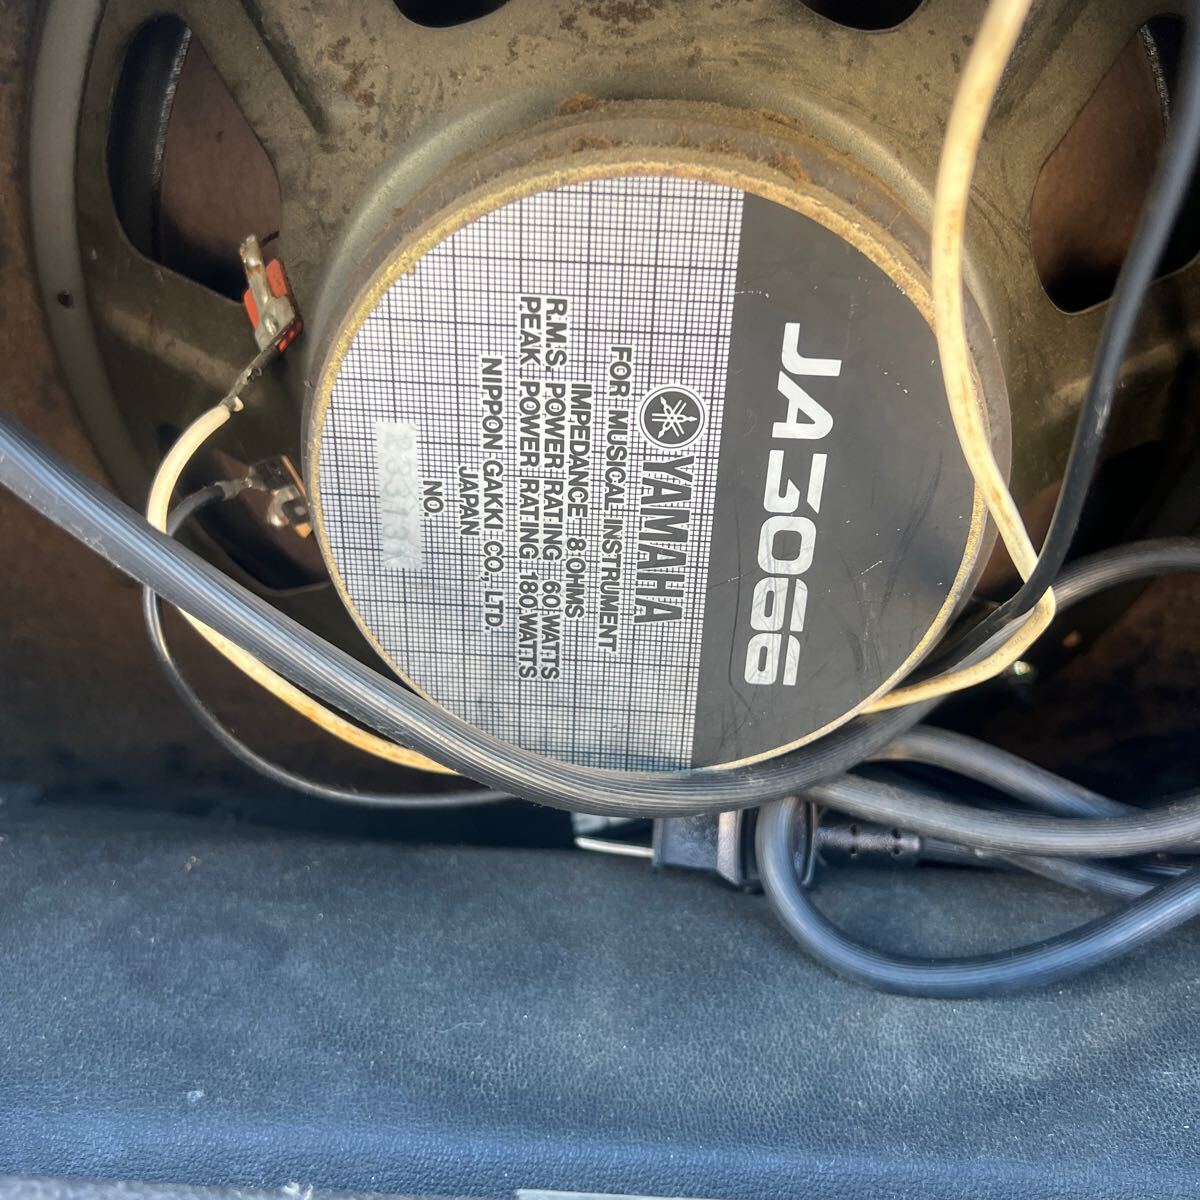 JA5066
YAMAHA
FOR MUSICAL INSTRUMENT
IMPEDANCE 8 OHMS
R.M.S. POWER RATING 60 WATTS
PEAK POWER RATING 180 WATTS
NIPPON GAKKI CO., LTD.
JAPAN
NO.